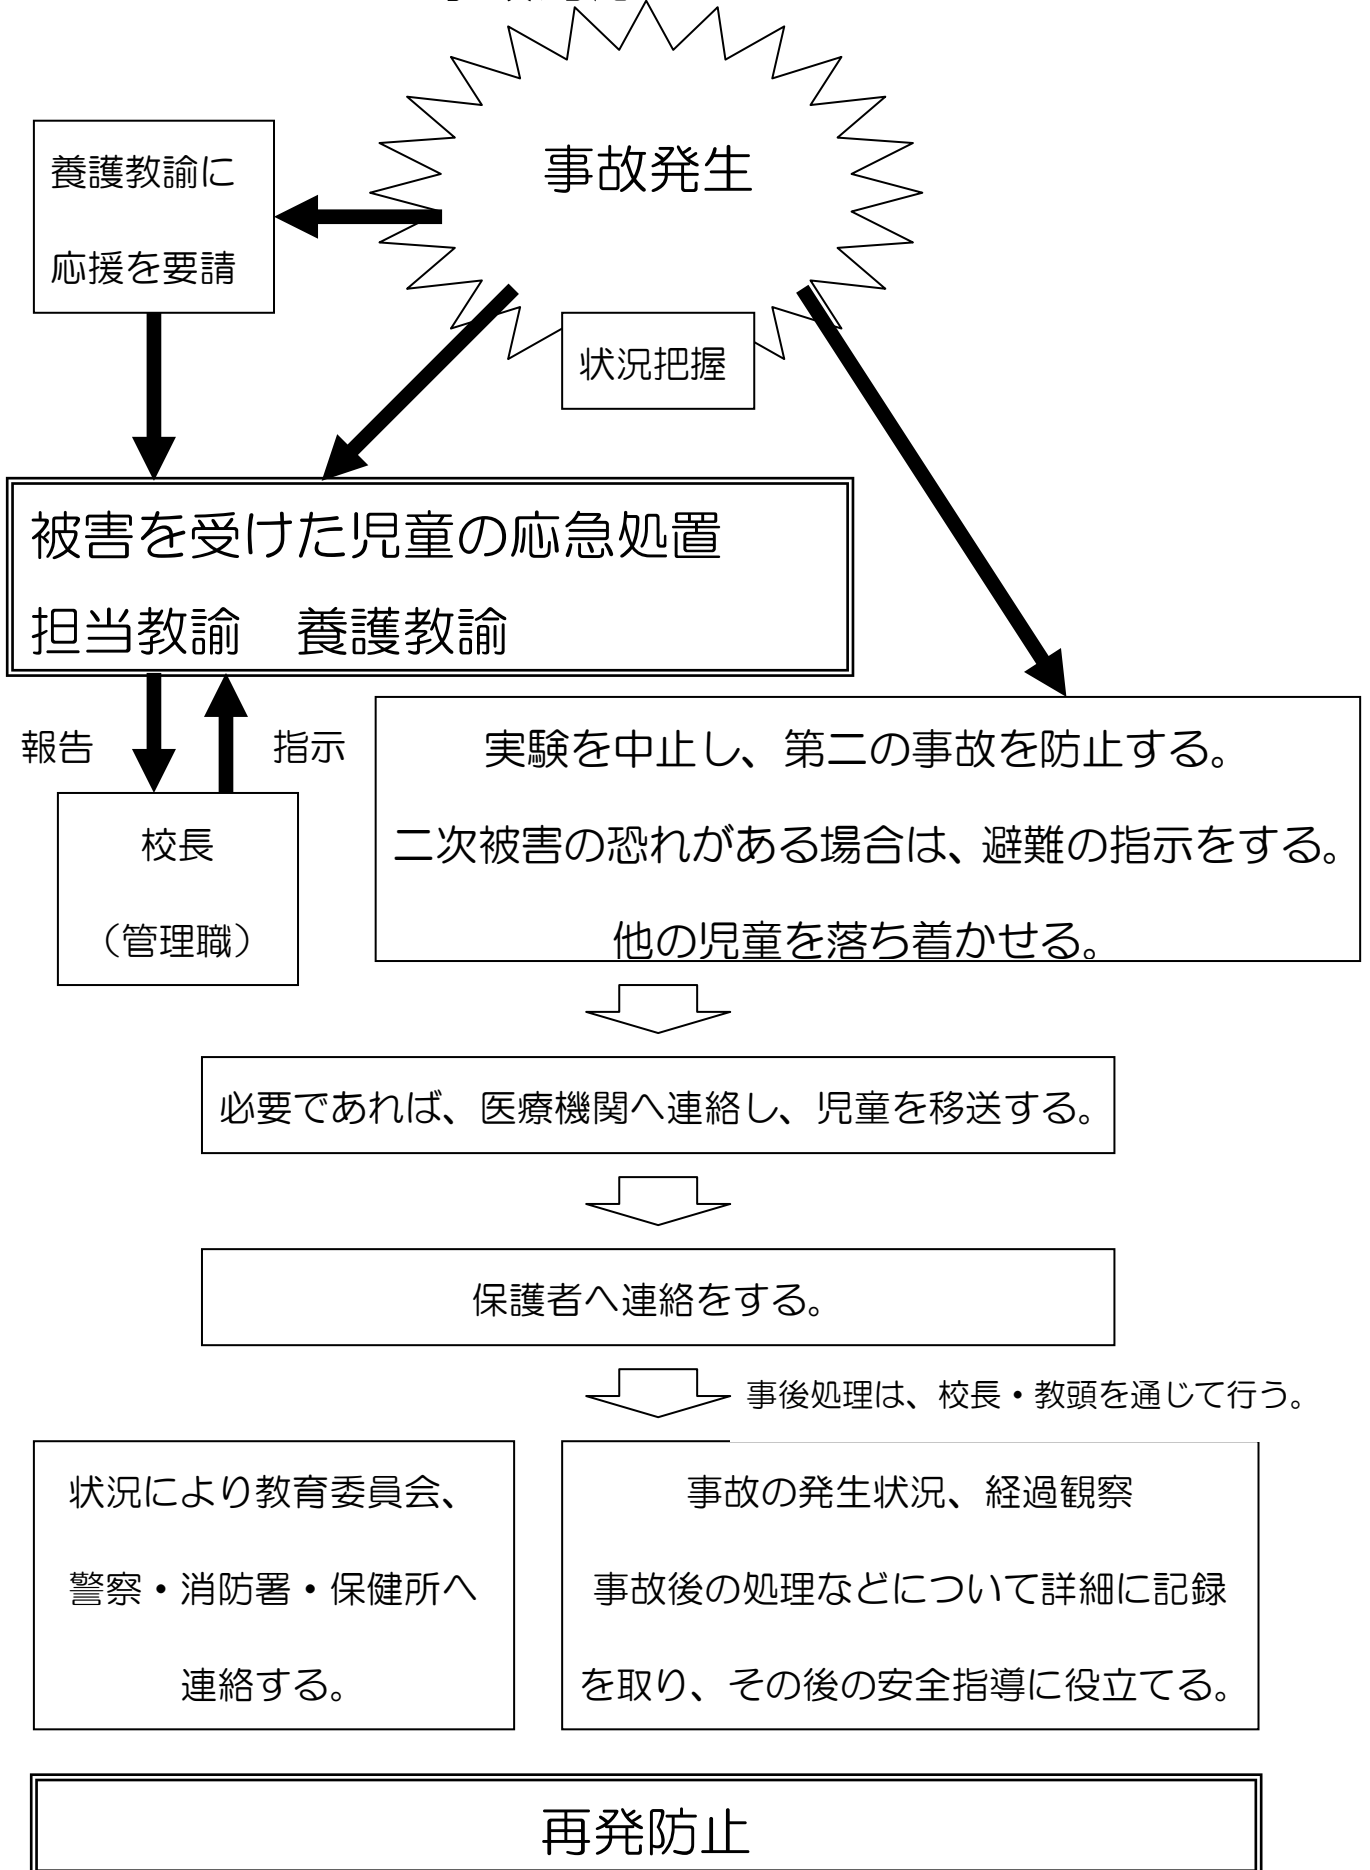 事故発生
養護教諭に
応援を要請
状況把握
被害を受けた児童の応急処置
担当教諭　養護教諭
報告
指示
校長
（管理職）
実験を中止し、第二の事故を防止する。
二次被害の恐れがある場合は、避難の指示をする。
他の児童を落ち着かせる。
必要であれば、医療機関へ連絡し、児童を移送する。
保護者へ連絡をする。
事後処理は、校長・教頭を通じて行う。
状況により教育委員会、
警察・消防署・保健所へ
連絡する。
事故の発生状況、経過観察
事故後の処理などについて詳細に記録
を取り、その後の安全指導に役立てる。
再発防止